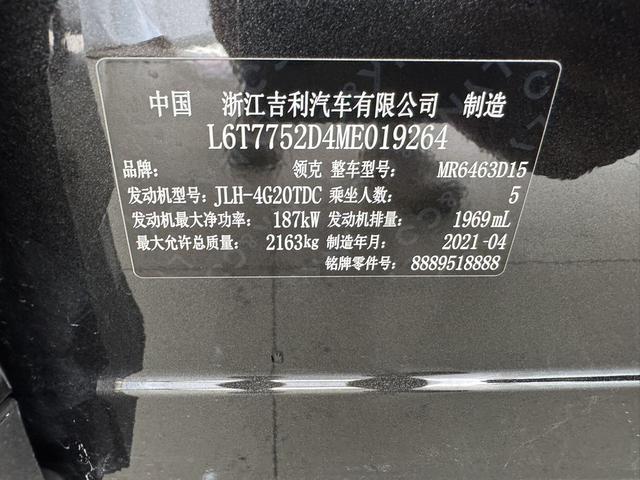 中国 浙江吉利汽车有限公司 制造
L6T7752D4ME019264
品牌: 领克 整车型号: MR6463D15
发动机型号: JLH-4G20TDC 乘坐人数: 5
发动机最大净功率: 187kW 发动机排量: 1969mL
最大允许总质量: 2163kg 制造年月: 2021-04
铭牌零件号: 8889518888